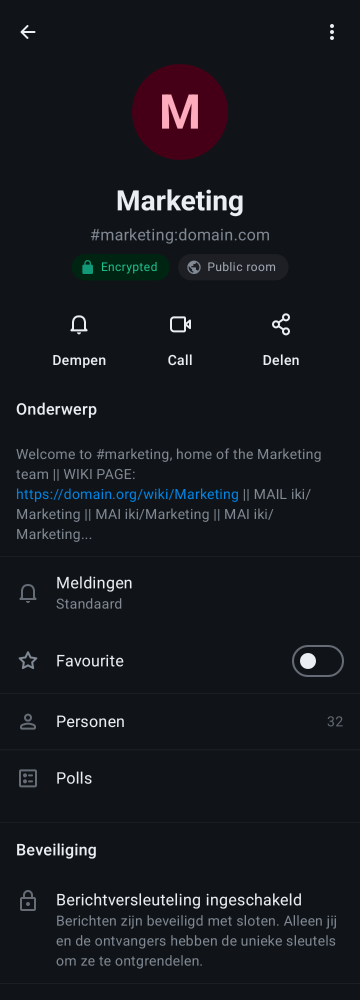 M
Marketing
#marketing:domain.com
Encrypted
Public room
Dempen
Call
Delen
Onderwerp
Welcome to #marketing, home of the Marketing
team || WIKI PAGE:
https://domain.org/wiki/Marketing || MAIL iki/
Marketing || MAI iki/Marketing || MAI iki/
Marketing...
Meldingen
Standaard
Favourite
Personen
32
Polls
Beveiliging
Berichtversleuteling ingeschakeld
Berichten zijn beveiligd met sloten. Alleen jij
en de ontvangers hebben de unieke sleutels
om ze te ontgrendelen.